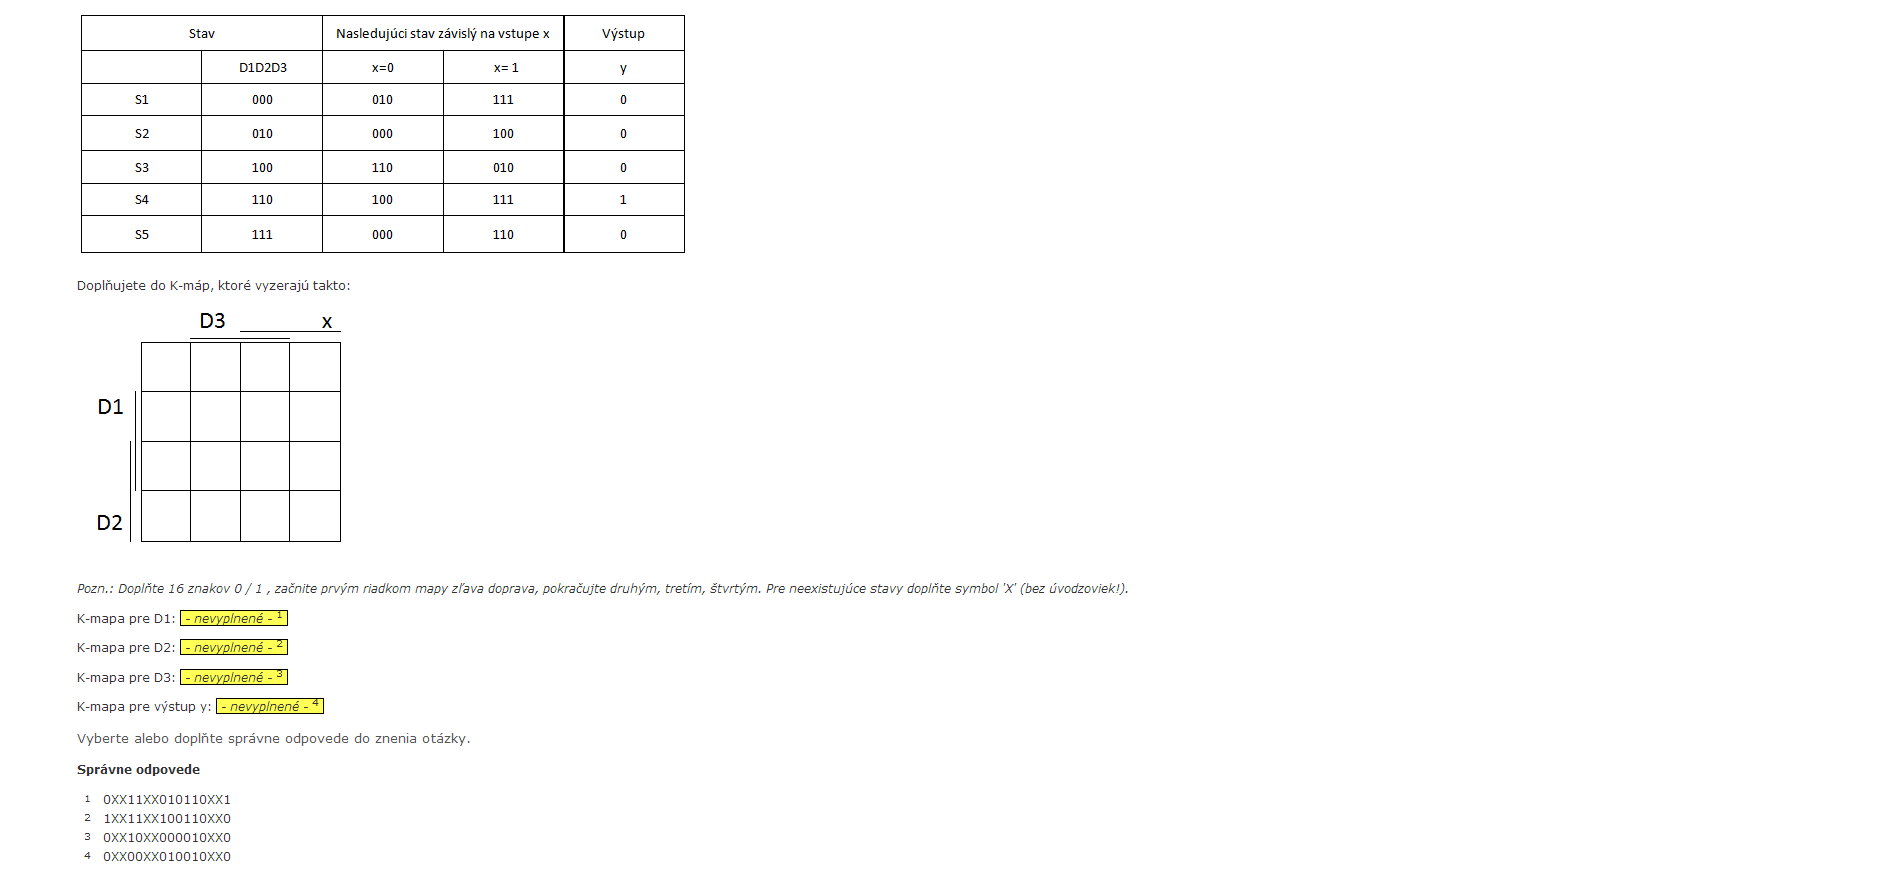 Stav Nasledujúci stav závislý na vstupe x Výstup
D1D2D3 x=0 x= 1 y
S1 000 010 111 0
S2 010 000 100 0
S3 100 110 010 0
S4 110 100 111 1
S5 111 000 110 0
Doplňujete do K-máp, ktoré vyzerajú takto:
D3 x
D1
D2
Pozn.: Doplňte 16 znakov 0 / 1 , začnite prvým riadkom mapy zľava doprava, pokračujte druhým, tretím, štvrtým. Pre neexistujúce stavy doplňte symbol 'X' (bez úvodzoviek!).
K-mapa pre D1: - nevyplnené - 1
K-mapa pre D2: - nevyplnené - 2
K-mapa pre D3: - nevyplnené - 3
K-mapa pre výstup y: - nevyplnené - 4
Vyberte alebo doplňte správne odpovede do znenia otázky.
Správne odpovede
1 0XX11XX010110XX1
2 1XX11XX100110XX0
3 0XX10XX000010XX0
4 0XX00XX010010XX0